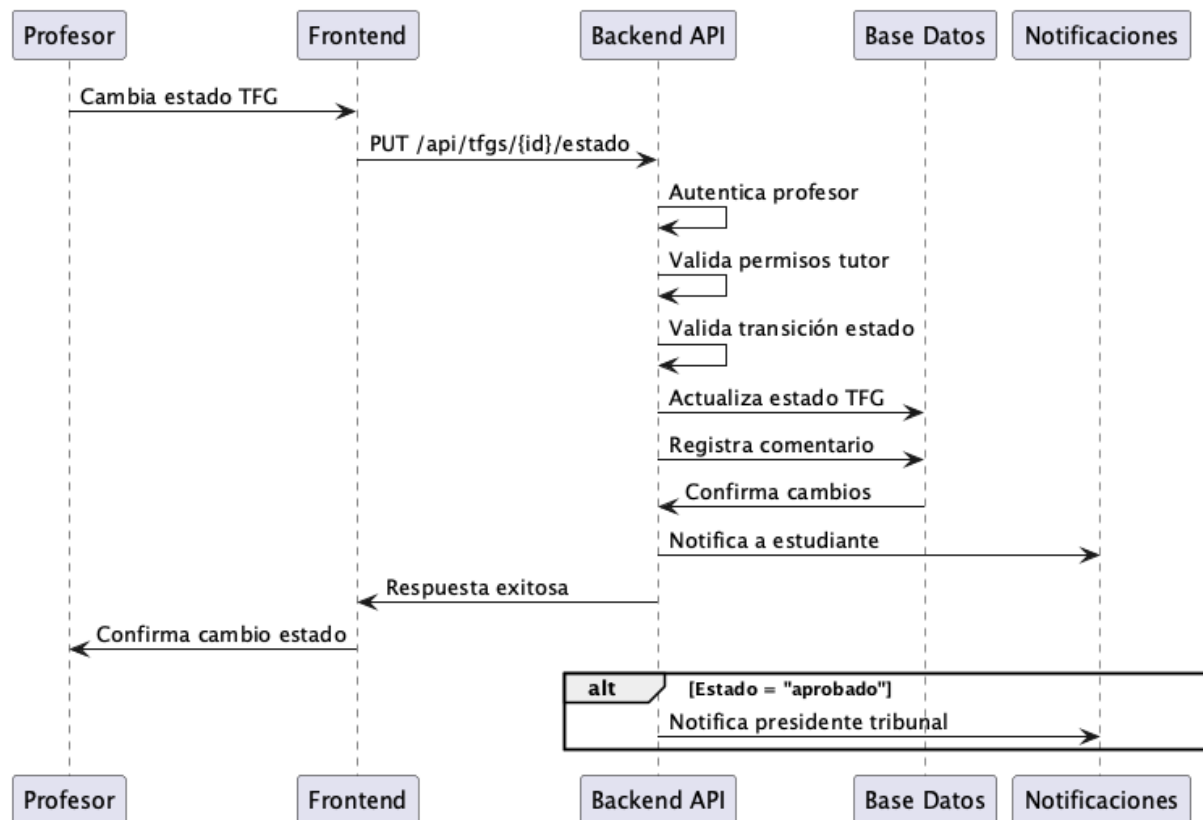 Profesor
Frontend
Backend API
Base Datos
Notificaciones
Cambia estado TFG
PUT /api/tfgs/{id}/estado
Autentica profesor
Valida permisos tutor
Valida transición estado
Actualiza estado TFG
Registra comentario
Confirma cambios
Notifica a estudiante
Respuesta exitosa
Confirma cambio estado
alt
[Estado = "aprobado"]
Notifica presidente tribunal
Profesor
Frontend
Backend API
Base Datos
Notificaciones